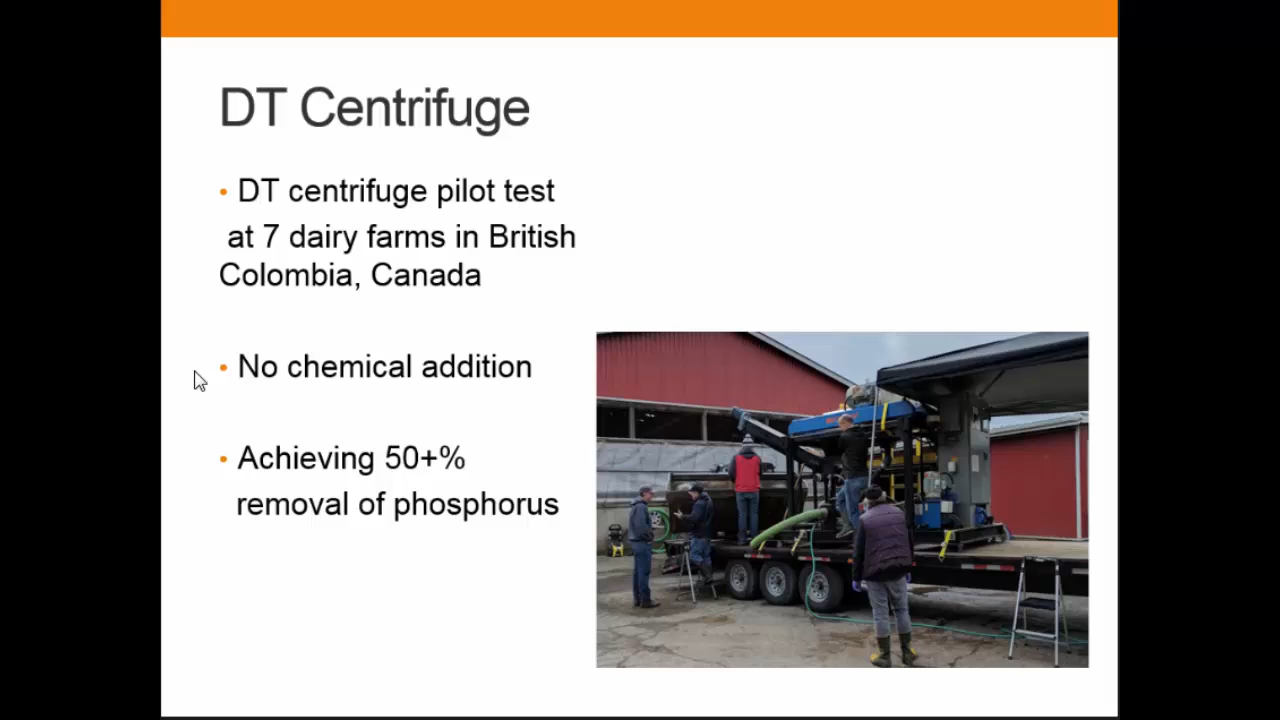 DT Centrifuge
• DT centrifuge pilot test
at 7 dairy farms in British
Colombia, Canada
• No chemical addition
• Achieving 50+%
removal of phosphorus